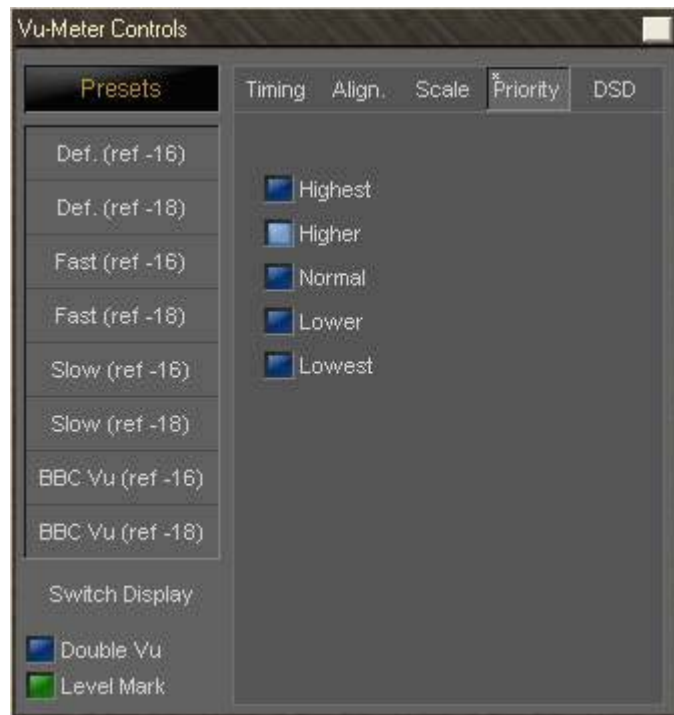 Vu-Meter Controls
Presets
Def. (ref -16)
Def. (ref -18)
Fast (ref -16)
Fast (ref -18)
Slow (ref -16)
Slow (ref -18)
BBC Vu (ref -16)
BBC Vu (ref -18)
Switch Display
Double Vu
Level Mark
Timing Align. Scale *Priority DSD
Highest
Higher
Normal
Lower
Lowest